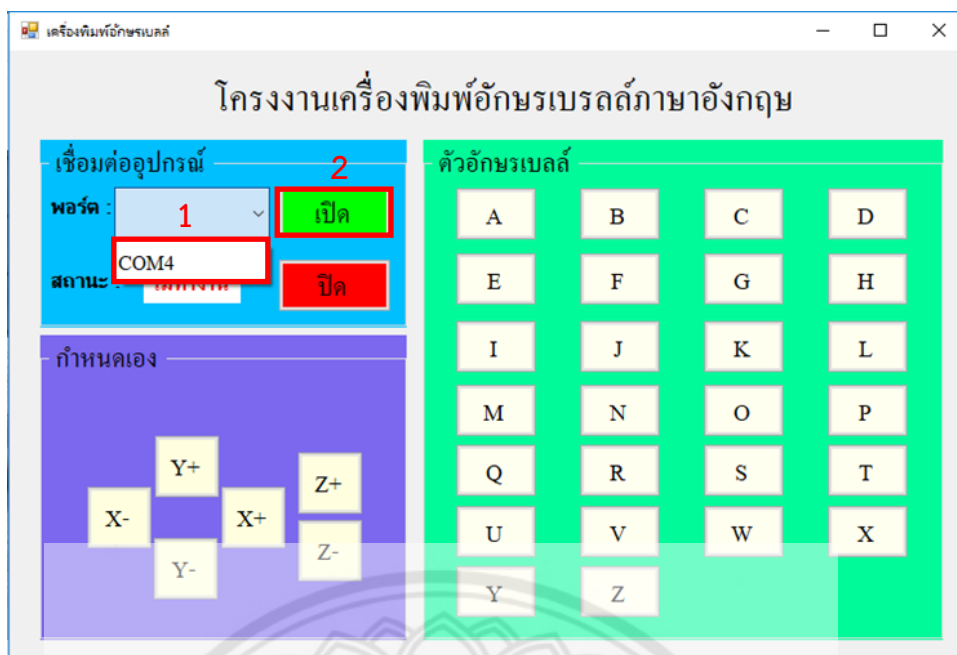 เครื่องพิมพ์อักษรเบลล์
โครงงานเครื่องพิมพ์อักษรเบรลล์ภาษาอังกฤษ
เชื่อมต่ออุปกรณ์
2
พอร์ต :
1
เปิด
COM4
สถานะ :
ปิด
กำหนดเอง
Y+
Z+
X-
X+
Z-
Y-
ตัวอักษรเบลล์
A B C D
E F G H
I J K L
M N O P
Q R S T
U V W X
Y Z